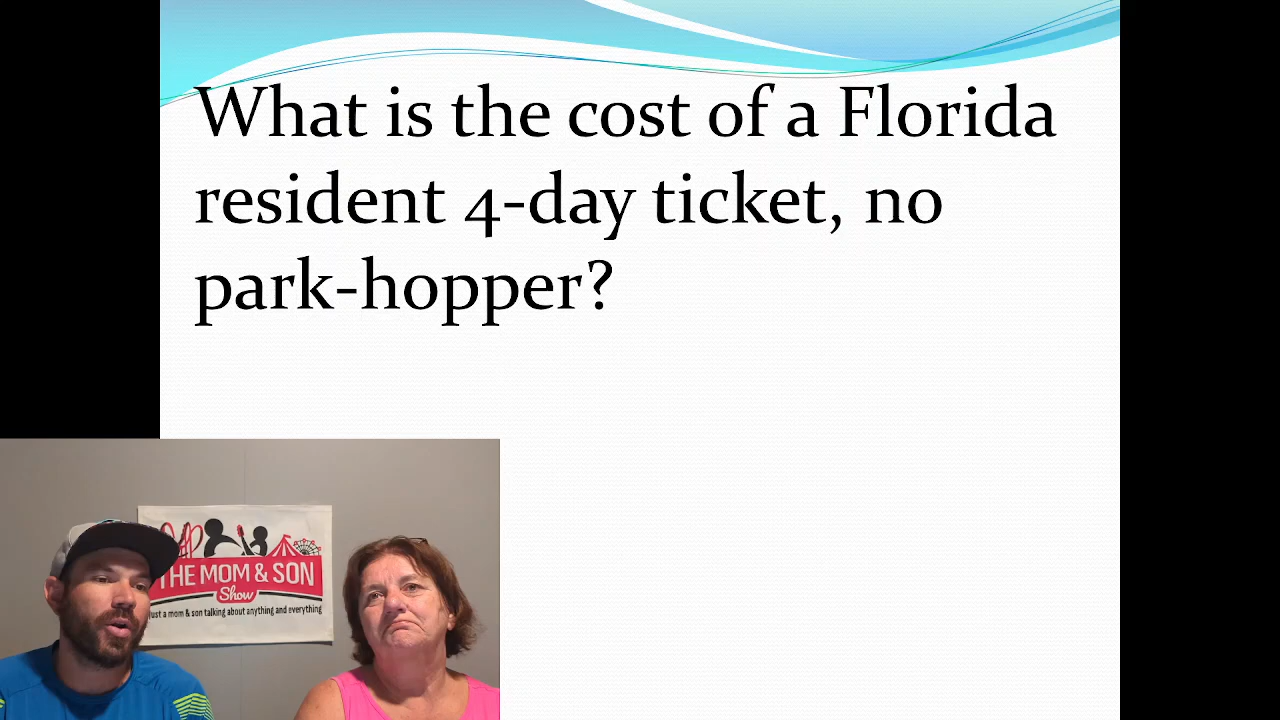 What is the cost of a Florida
resident 4-day ticket, no
park-hopper?
THE MOM & SON
Show
just a mom & son talking about anything and everything